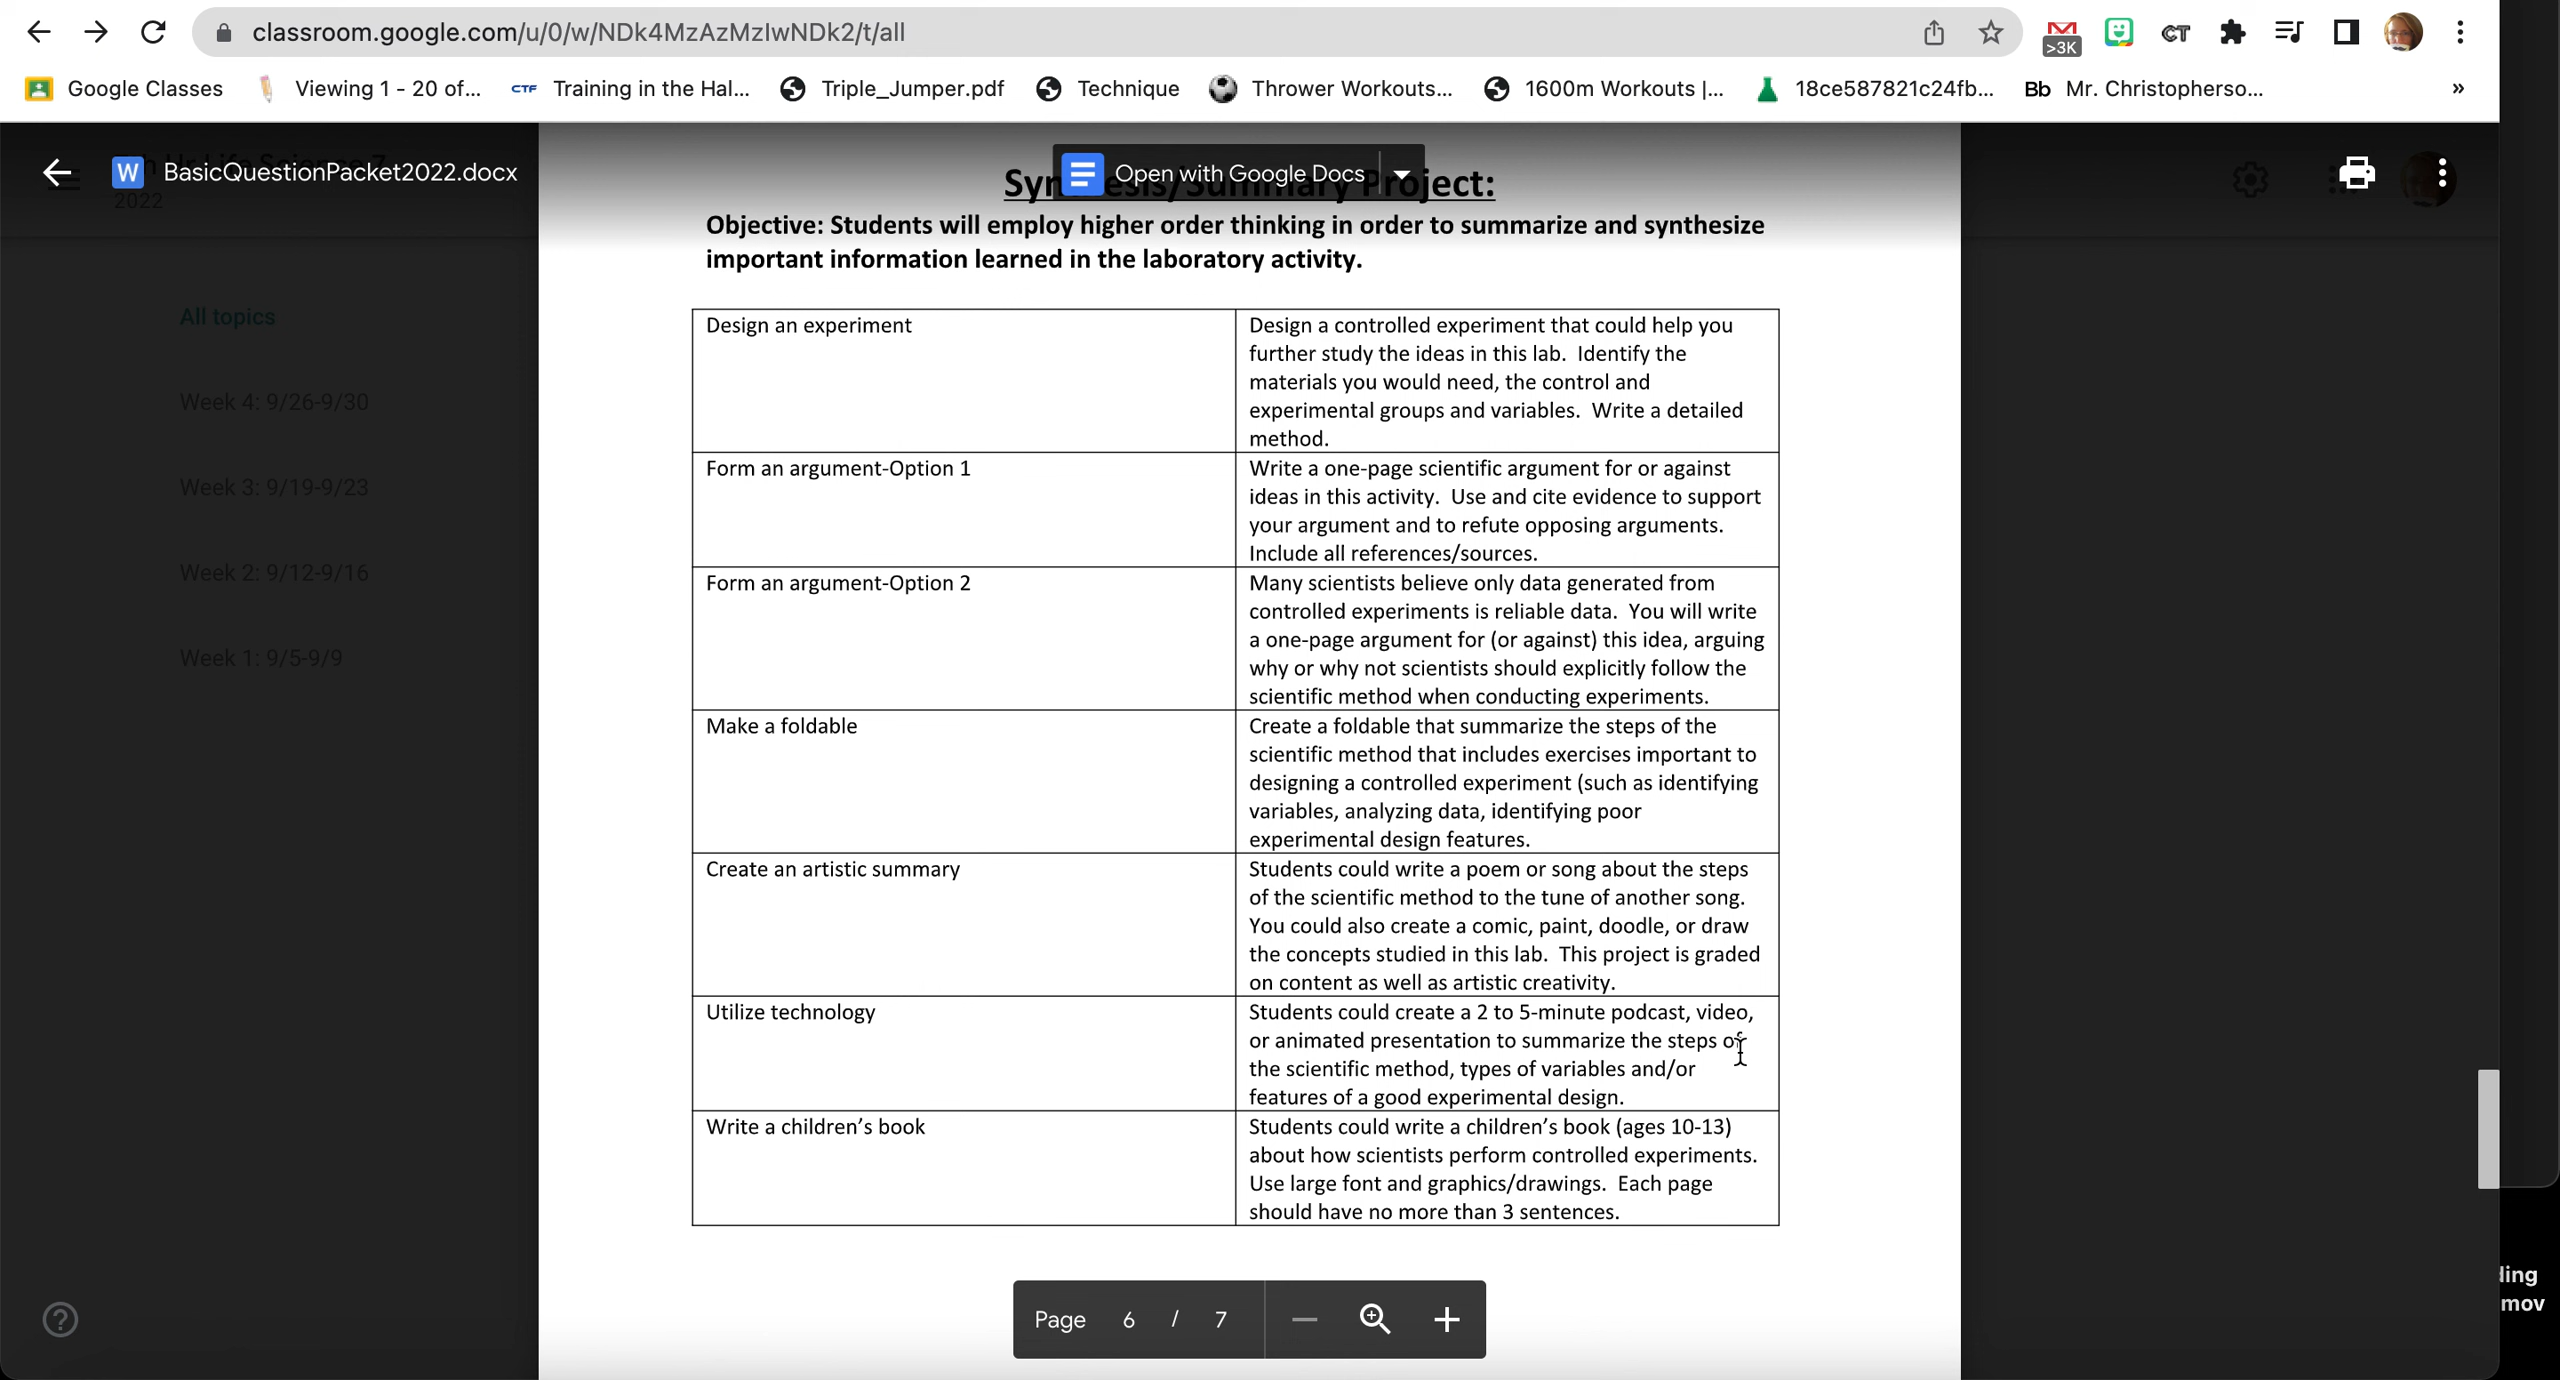 classroom.google.com/u/0/w/NDk4MzAzMzIwNDk2/t/all
>3K
CT
Google Classes
Viewing 1 - 20 of...
CTF
Training in the Hal...
Triple_Jumper.pdf
Technique
Thrower Workouts...
1600m Workouts |...
18ce587821c24fb...
Bb
Mr. Christopherso...
»
W
BasicQuestionPacket2022.docx
2022
Open with Google Docs
Synthesis/Summary Project:
Objective: Students will employ higher order thinking in order to summarize and synthesize
important information learned in the laboratory activity.
All topics
Week 4: 9/26-9/30
Week 3: 9/19-9/23
Week 2: 9/12-9/16
Week 1: 9/5-9/9
Design an experiment
Design a controlled experiment that could help you
further study the ideas in this lab.  Identify the
materials you would need, the control and
experimental groups and variables.  Write a detailed
method.
Form an argument-Option 1
Write a one-page scientific argument for or against
ideas in this activity.  Use and cite evidence to support
your argument and to refute opposing arguments.
Include all references/sources.
Form an argument-Option 2
Many scientists believe only data generated from
controlled experiments is reliable data.  You will write
a one-page argument for (or against) this idea, arguing
why or why not scientists should explicitly follow the
scientific method when conducting experiments.
Make a foldable
Create a foldable that summarize the steps of the
scientific method that includes exercises important to
designing a controlled experiment (such as identifying
variables, analyzing data, identifying poor
experimental design features.
Create an artistic summary
Students could write a poem or song about the steps
of the scientific method to the tune of another song.
You could also create a comic, paint, doodle, or draw
the concepts studied in this lab.  This project is graded
on content as well as artistic creativity.
Utilize technology
Students could create a 2 to 5-minute podcast, video,
or animated presentation to summarize the steps of
the scientific method, types of variables and/or
features of a good experimental design.
Write a children’s book
Students could write a children’s book (ages 10-13)
about how scientists perform controlled experiments.
Use large font and graphics/drawings.  Each page
should have no more than 3 sentences.
Page 6 / 7
ding
mov